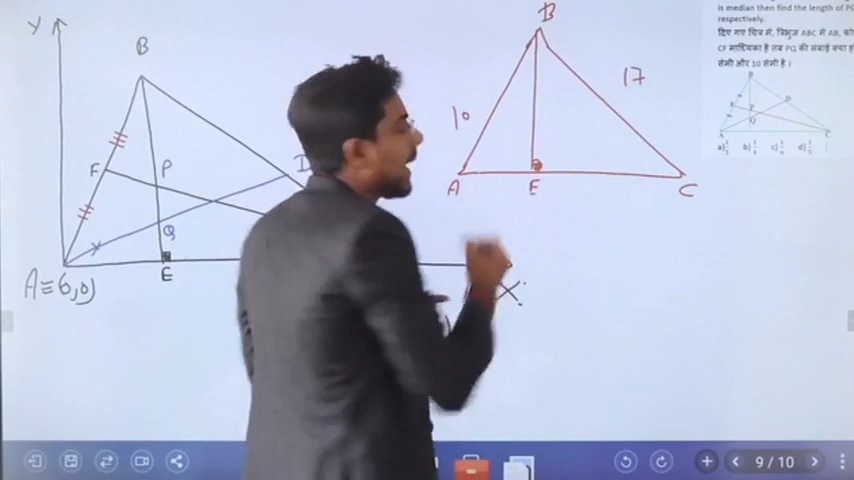 Y
B
F
P
D
Q
E
A≡(0,0)
X
B
10
17
A
E
C
is median then find the length of PQ
respectively.
दिए गए चित्र में, त्रिभुज ABC में AB,
CF माध्यिका है तब PQ की लंबाई क्या
सेमी और 10 सेमी है।
a)
b)
c)
d)
9 / 10